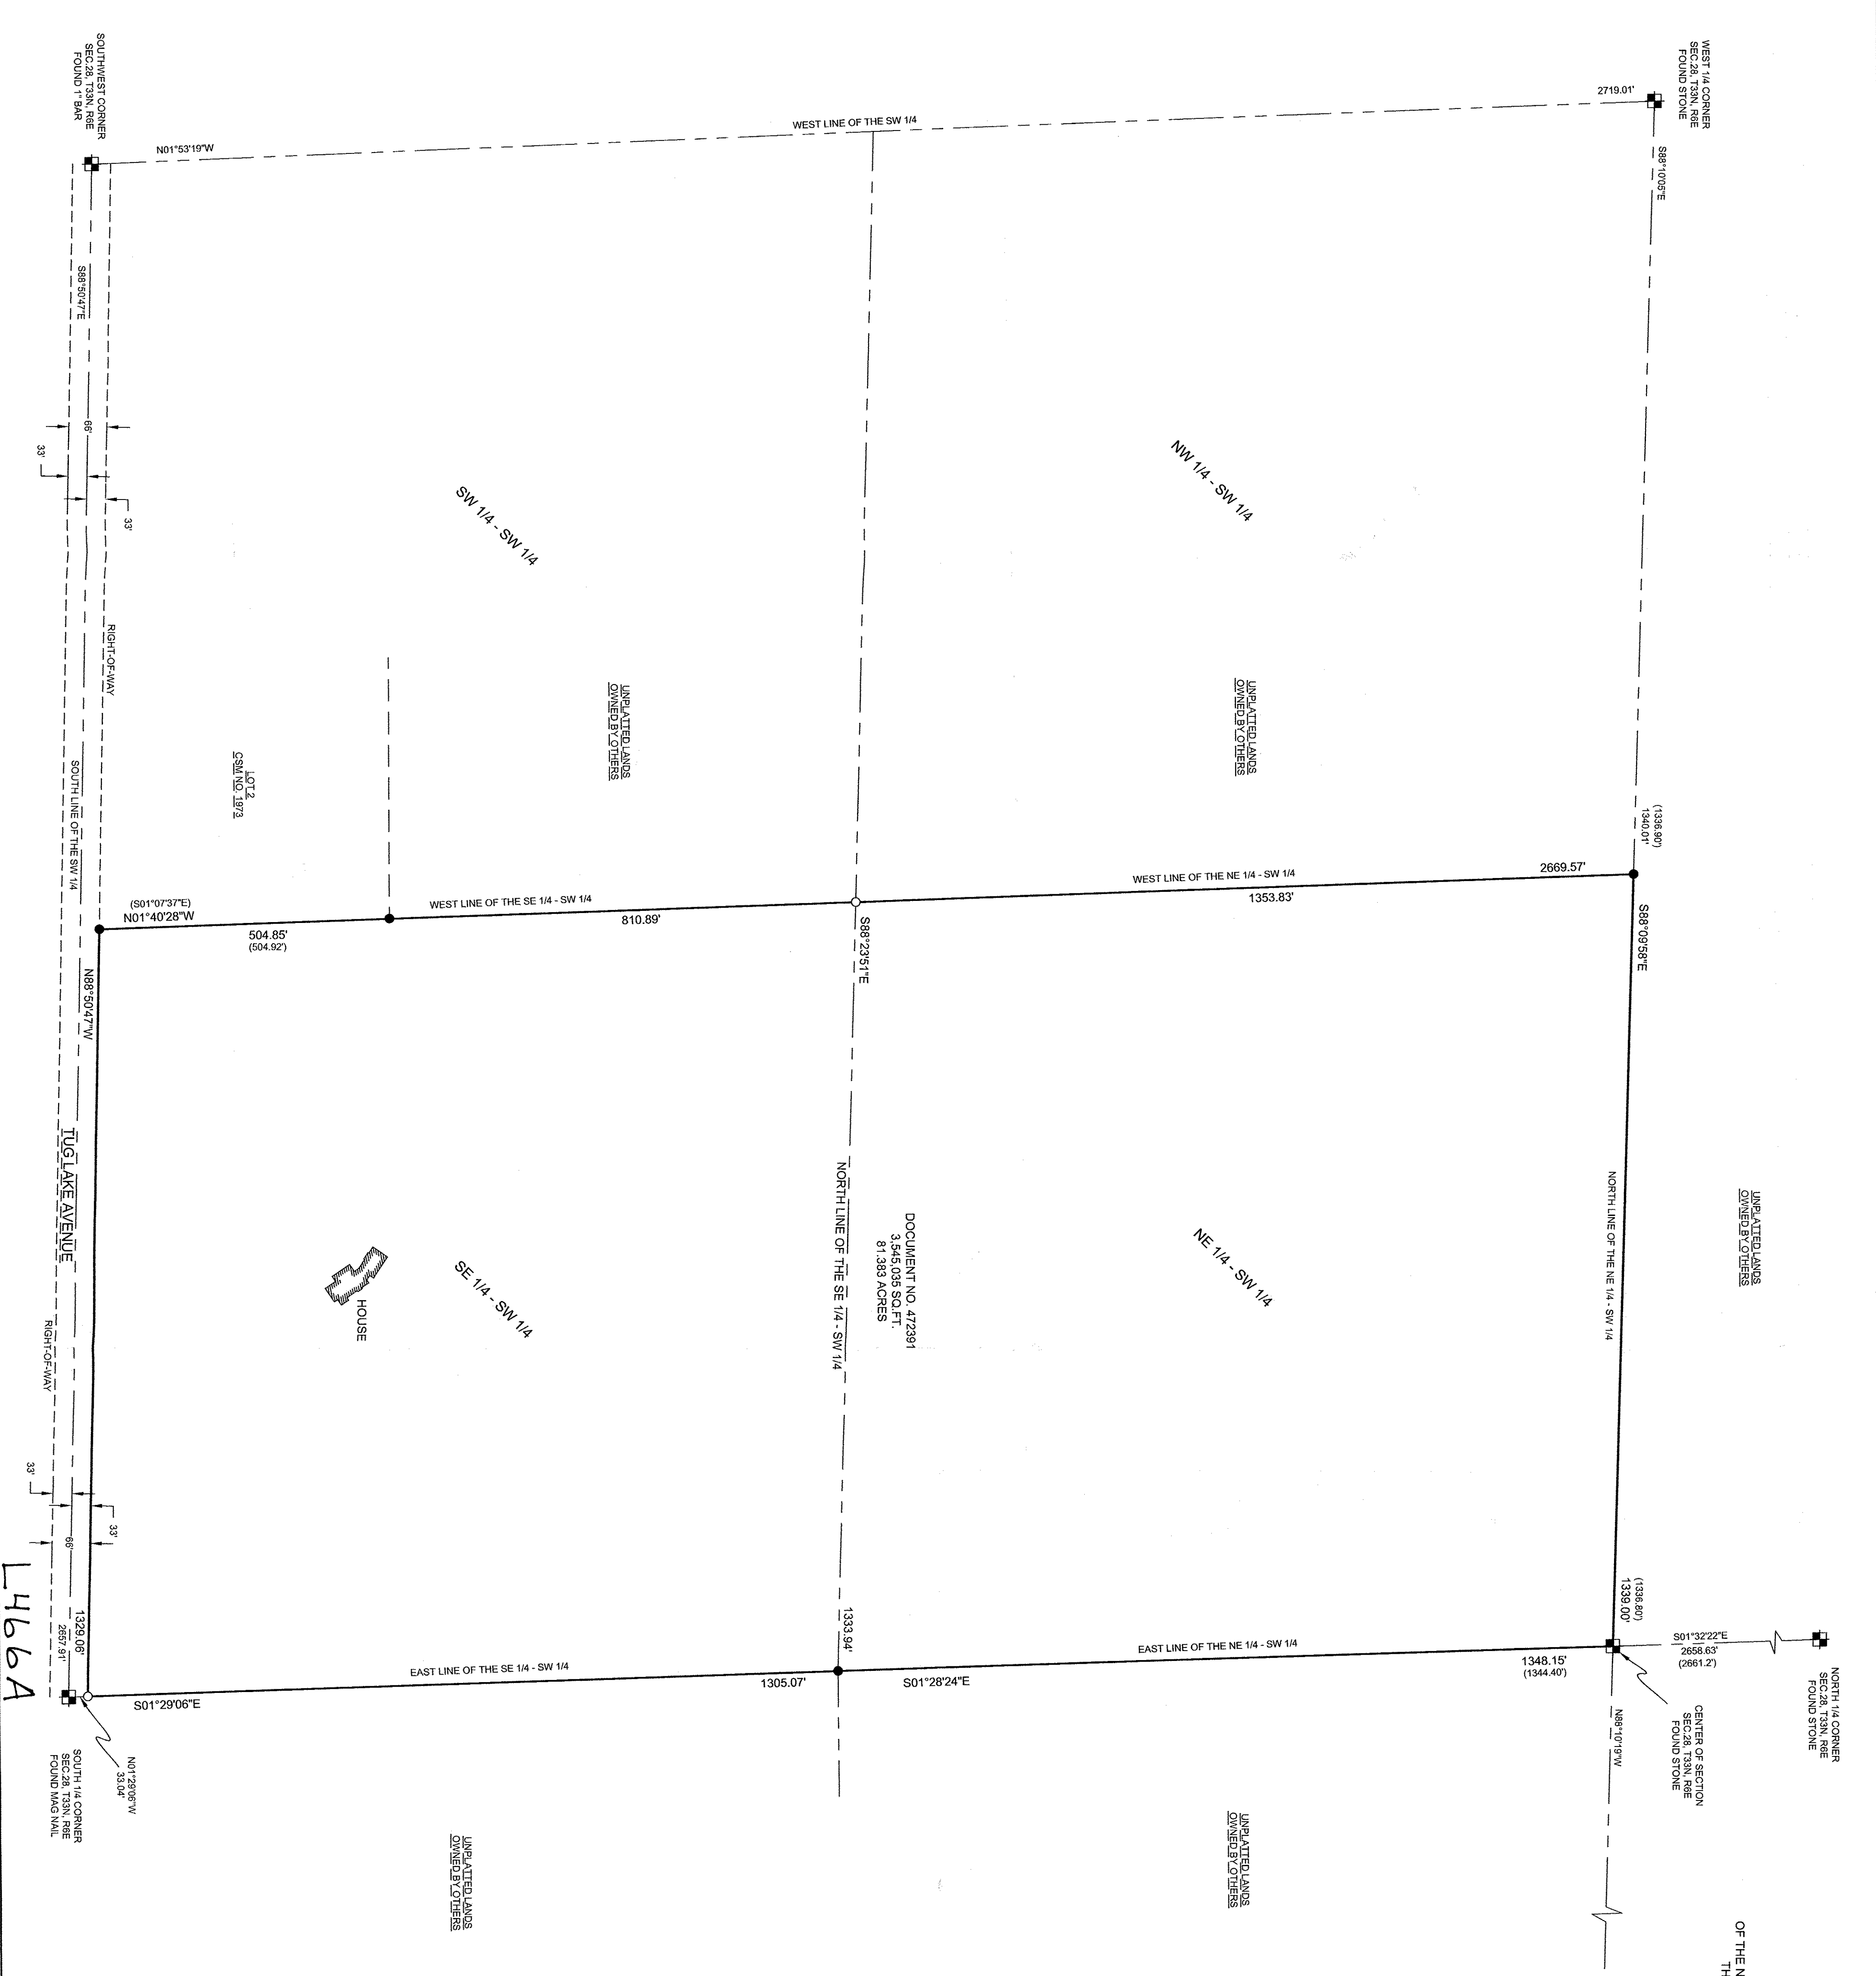 WEST 1/4 CORNER
SEC.28, T33N, R6E
FOUND STONE
2719.01'
S88°10'05"E
WEST LINE OF THE SW 1/4
N01°53'19"W
SOUTHWEST CORNER
SEC.28, T33N, R6E
FOUND 1" BAR
S88°50'47"E
66'
33'
33'
NW 1/4 - SW 1/4
SW 1/4 - SW 1/4
RIGHT-OF-WAY
SOUTH LINE OF THE SW 1/4
UNPLATTED LANDS
OWNED BY OTHERS
UNPLATTED LANDS
OWNED BY OTHERS
LOT 2
CSM NO. 1973
(1336.90')
1340.01'
2669.57'
WEST LINE OF THE NE 1/4 - SW 1/4
1353.83'
WEST LINE OF THE SE 1/4 - SW 1/4
810.89'
(S01°07'37"E)
N01°40'28"W
504.85'
(504.92')
S88°09'58"E
S88°23'51"E
N88°50'47"W
TUG LAKE AVENUE
NORTH LINE OF THE NE 1/4 - SW 1/4
UNPLATTED LANDS
OWNED BY OTHERS
NE 1/4 - SW 1/4
DOCUMENT NO. 472391
3,545,035 SQ.FT.
81.383 ACRES
NORTH LINE OF THE SE 1/4 - SW 1/4
SE 1/4 - SW 1/4
HOUSE
RIGHT-OF-WAY
33'
33'
66'
(1336.80')
1339.00'
S01°32'22"E
2658.63'
(2661.2')
NORTH 1/4 CORNER
SEC.28, T33N, R6E
FOUND STONE
CENTER OF SECTION
SEC.28, T33N, R6E
FOUND STONE
N88°10'19"W
EAST LINE OF THE NE 1/4 - SW 1/4
1348.15'
(1344.40')
1333.94'
S01°28'24"E
1305.07'
EAST LINE OF THE SE 1/4 - SW 1/4
S01°29'06"E
1329.06'
2657.91'
N01°29'06"W
33.04'
SOUTH 1/4 CORNER
SEC.28, T33N, R6E
FOUND MAG NAIL
UNPLATTED LANDS
OWNED BY OTHERS
UNPLATTED LANDS
OWNED BY OTHERS
OF THE N
TH
L466A